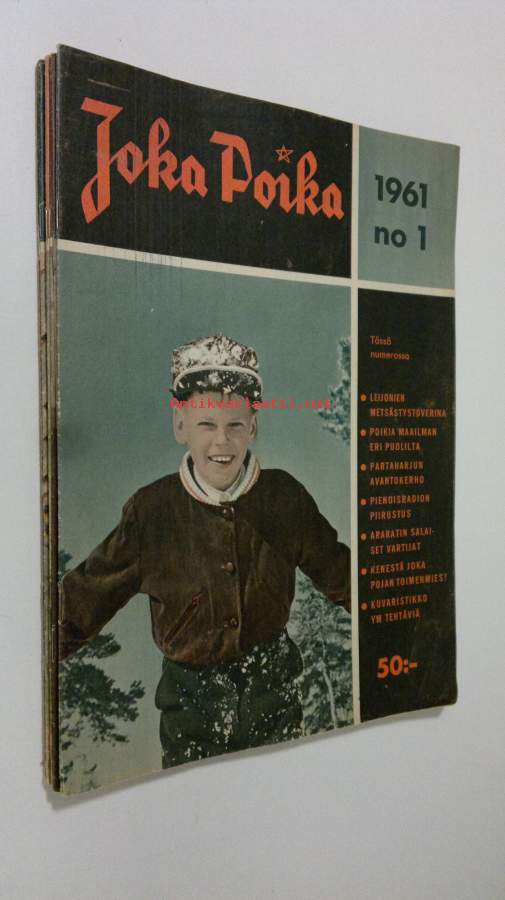 Joka Poika
1961
no 1
Tässä
numerossa
● LEIJONIEN
METSÄSTYSTOVERINA
● POIKIA MAAILMAN
ERI PUOLILTA
● PARTAHARJUN
AVANTOKERHO
● PIENOISRADION
PIIRUSTUS
● ARARATIN SALAI-
SET VARTIJAT
● KENESTÄ JOKA
POJAN TOIMENMIES?
● KUVARISTIKKO
YM TEHTÄVIÄ
50:-
Antikvariaatti.net